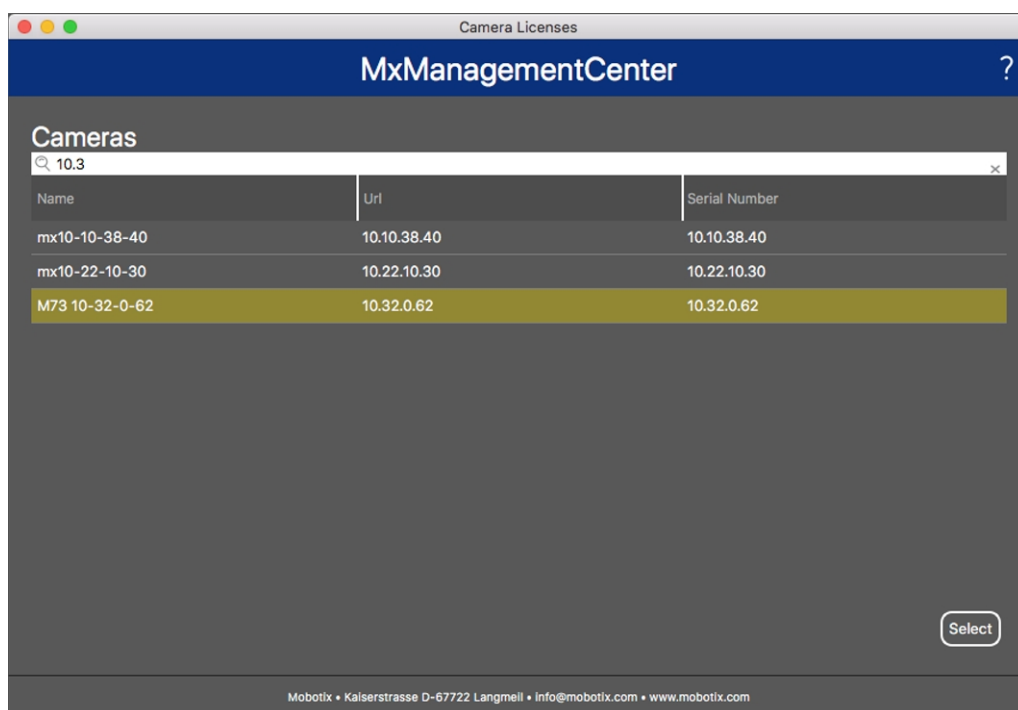 Camera Licenses
MxManagementCenter ?
Cameras
10.3 ×
Name Url Serial Number
mx10-10-38-40 10.10.38.40 10.10.38.40
mx10-22-10-30 10.22.10.30 10.22.10.30
M73 10-32-0-62 10.32.0.62 10.32.0.62
Select
Mobotix • Kaiserstrasse D-67722 Langmeil • info@mobotix.com • www.mobotix.com